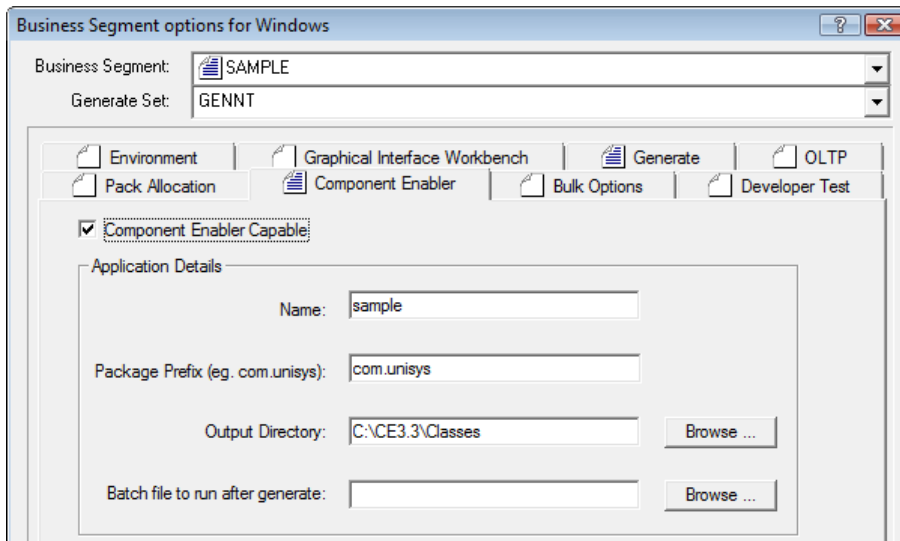 Business Segment options for Windows
Business Segment: SAMPLE
Generate Set: GENNT
Environment Graphical Interface Workbench Generate OLTP
Pack Allocation Component Enabler Bulk Options Developer Test
Component Enabler Capable
Application Details
Name: sample
Package Prefix (eg. com.unisys): com.unisys
Output Directory: C:\CE3.3\Classes Browse ...
Batch file to run after generate: Browse ...